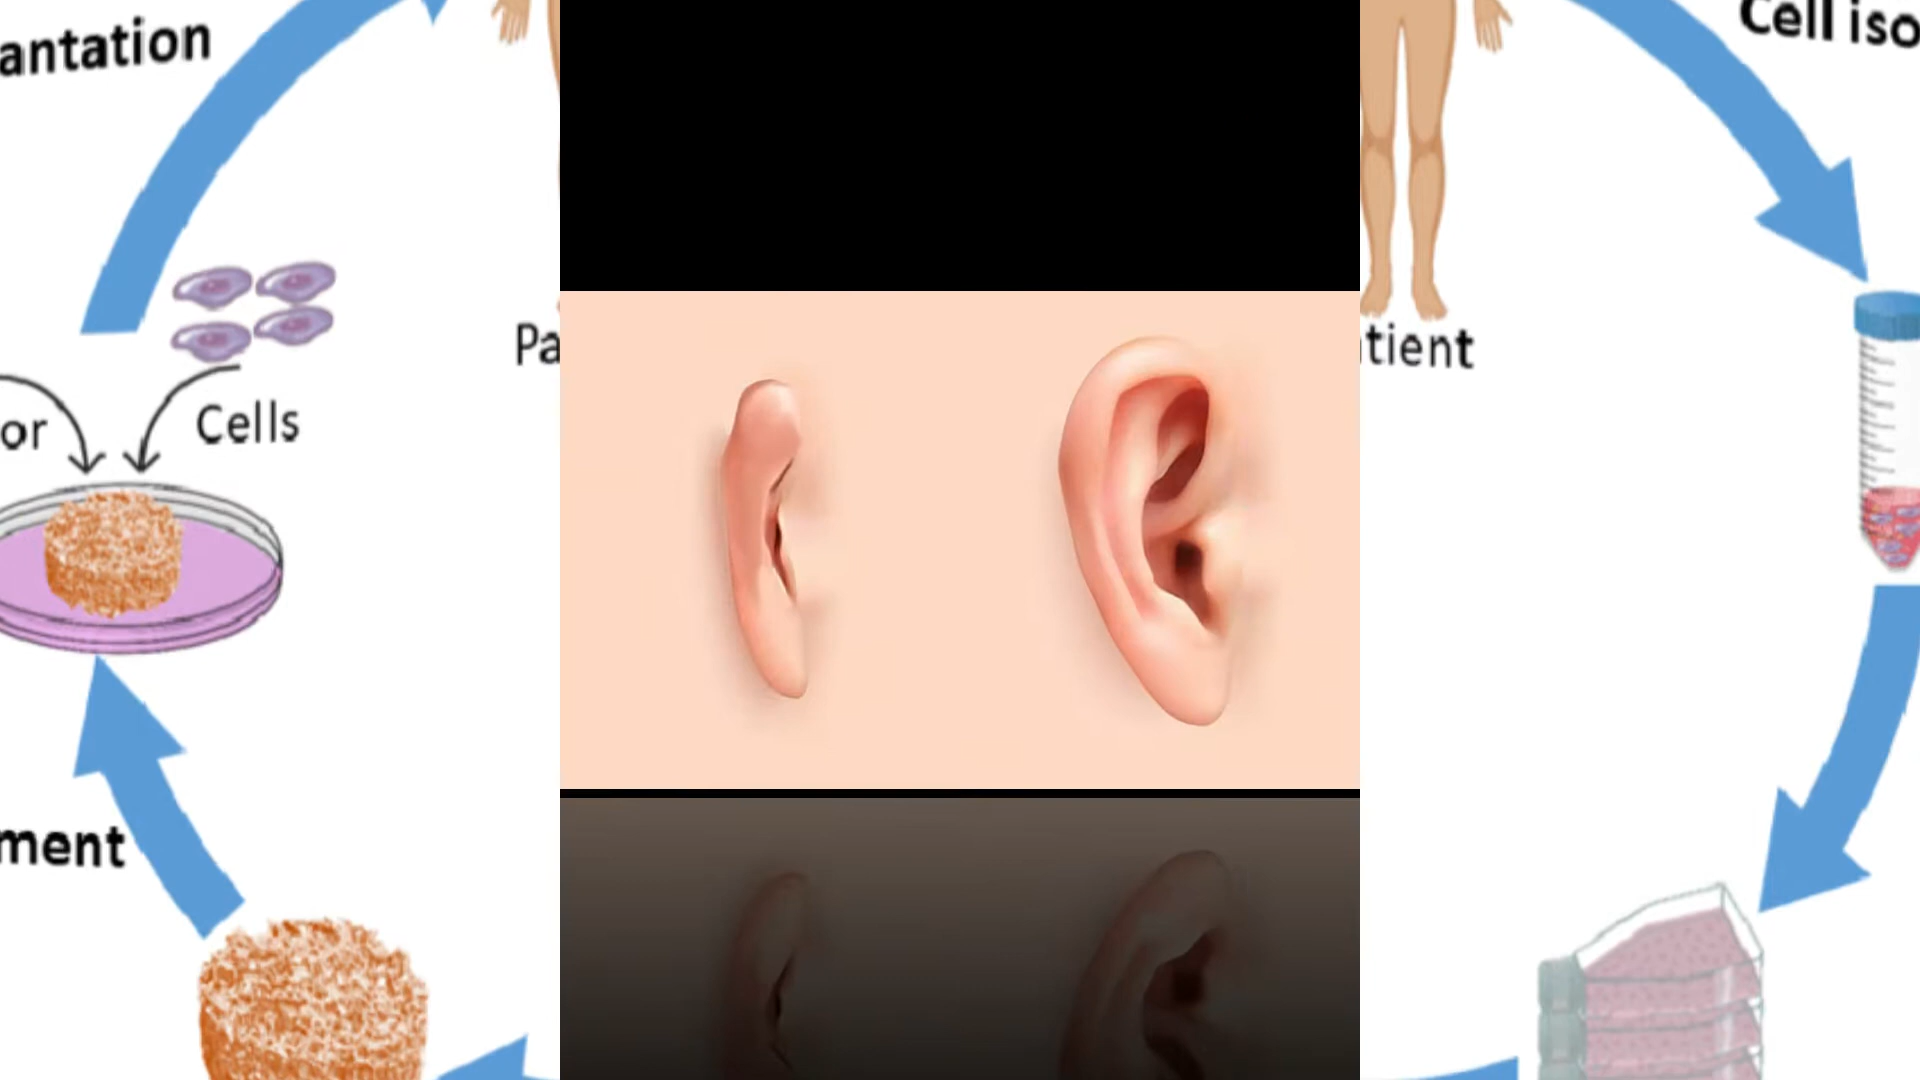 antation
Cell iso
Pa
tient
or
Cells
ment